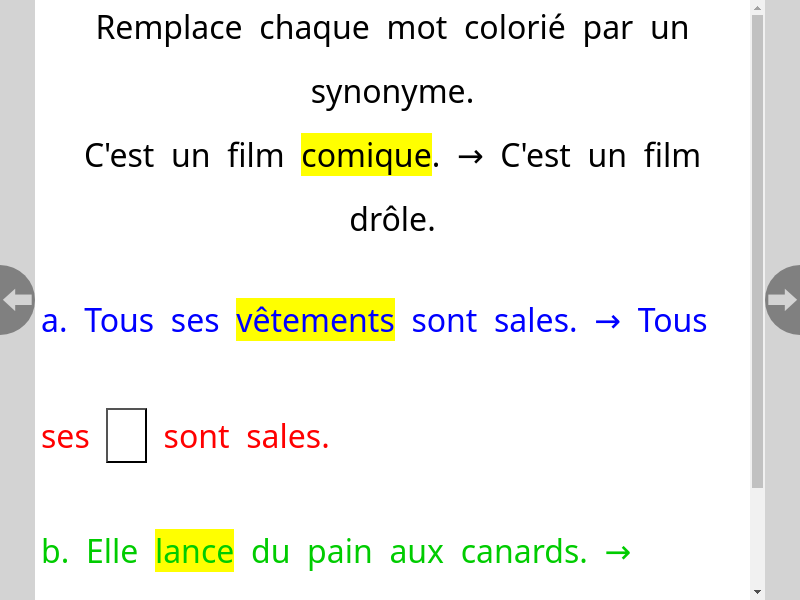 Remplace chaque mot colorié par un
synonyme.
C'est un film comique. → C'est un film
drôle.
a. Tous ses vêtements sont sales. → Tous
ses sont sales.
b. Elle lance du pain aux canards. →